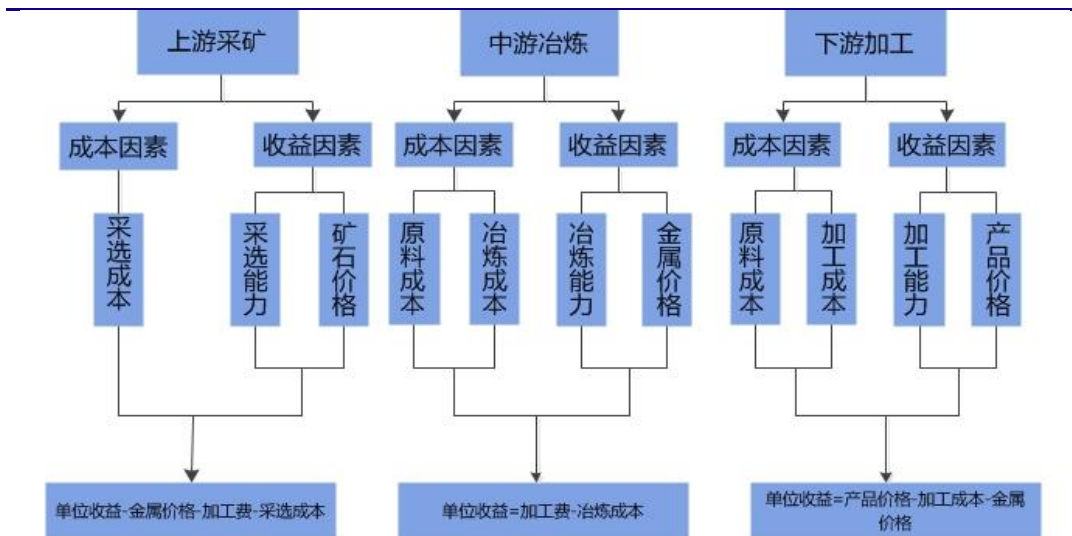 上游采矿
中游冶炼
下游加工
成本因素
收益因素
成本因素
收益因素
成本因素
收益因素
采选成本
采选能力
矿石价格
原料成本
冶炼成本
冶炼能力
金属价格
原料成本
加工成本
加工能力
产品价格
单位收益-金属价格-加工费-采选成本
单位收益=加工费-冶炼成本
单位收益=产品价格-加工成本-金属
价格